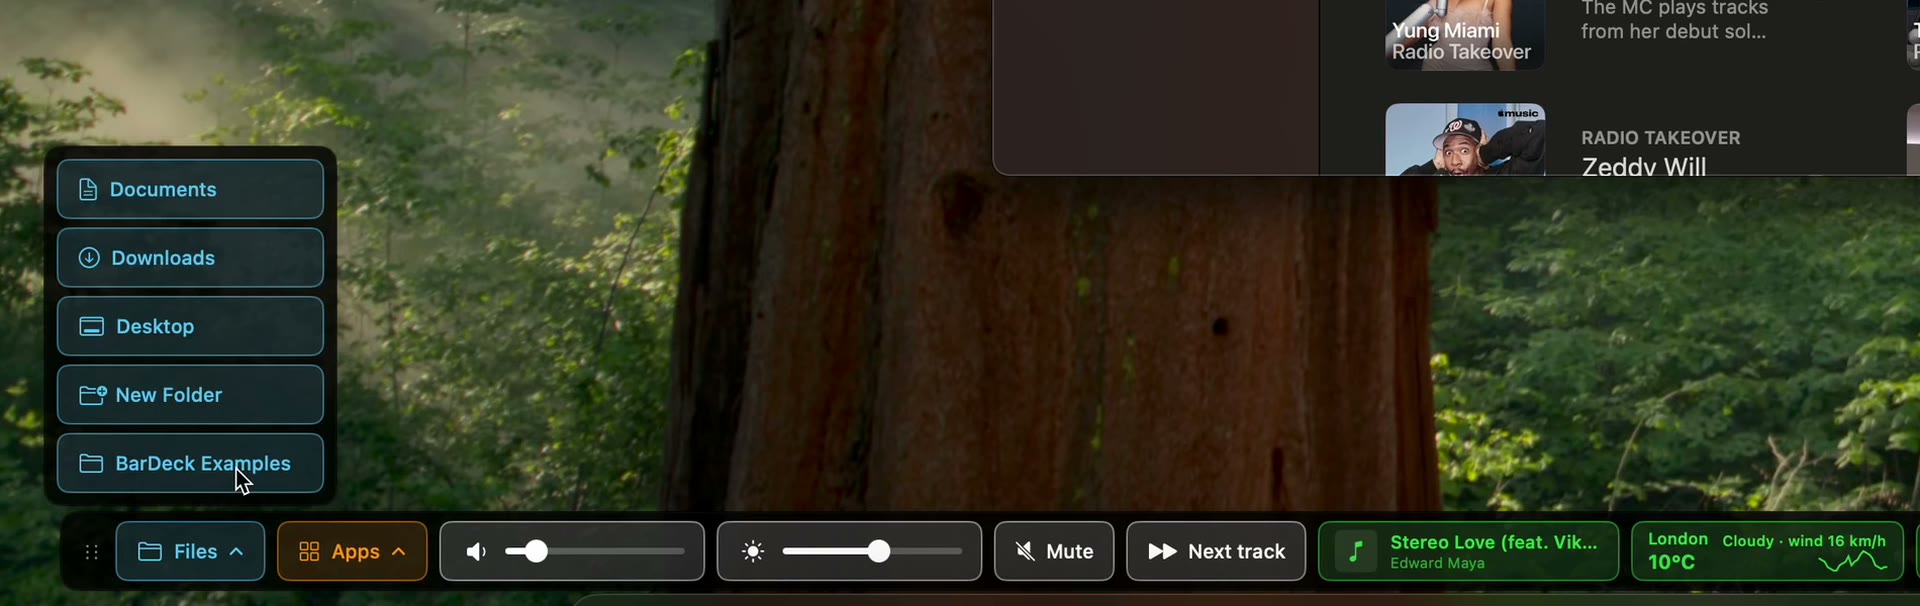 The MC plays tracks
from her debut sol...
Yung Miami
Radio Takeover
music
RADIO TAKEOVER
Zeddy Will
Documents
Downloads
Desktop
New Folder
BarDeck Examples
Files
Apps
Mute
Next track
Stereo Love (feat. Vik...
Edward Maya
London
Cloudy · wind 16 km/h
10°C